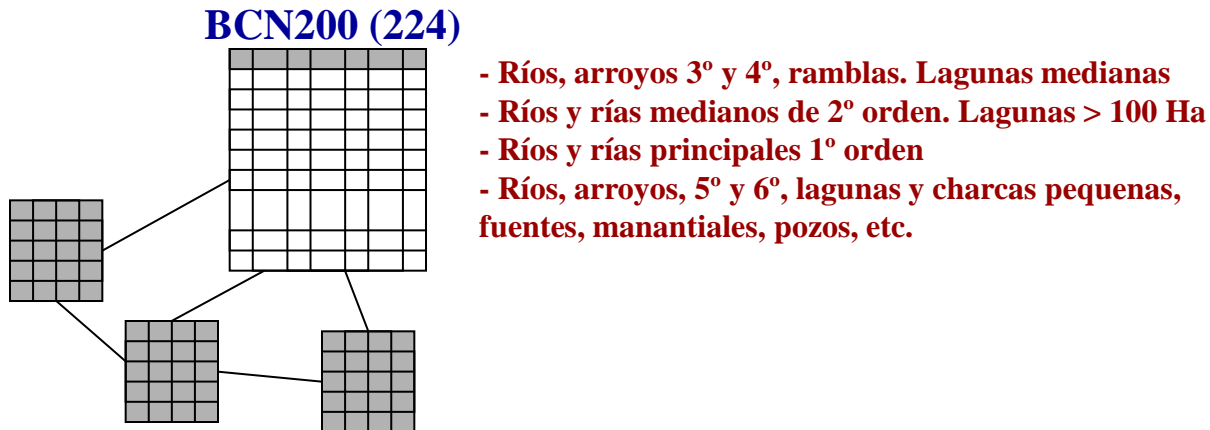 BCN200 (224)
- Ríos, arroyos 3º y 4º, ramblas. Lagunas medianas
- Ríos y rías medianos de 2º orden. Lagunas > 100 Ha
- Ríos y rías principales 1º orden
- Ríos, arroyos, 5º y 6º, lagunas y charcas pequenas,
fuentes, manantiales, pozos, etc.